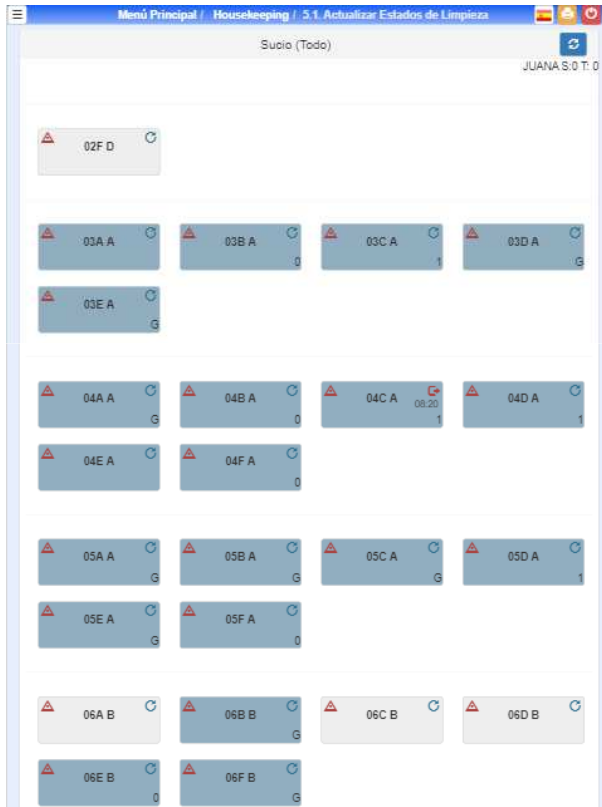 Menú Principal / Housekeeping / 5.1. Actualizar Estados de Limpieza
Sucio (Todo)
JUANA S:0 T: 0
02F D
03A A
03B A
0
03C A
1
03D A
G
03E A
G
04A A
G
04B A
0
04C A
08:20
1
04D A
1
04E A
04F A
0
05A A
G
05B A
G
05C A
G
05D A
1
05E A
G
05F A
0
06A B
06B B
G
06C B
06D B
06E B
0
06F B
G